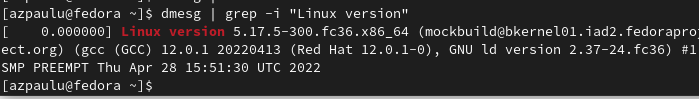 [azpaulu@fedora ~]$ dmesg | grep -i "Linux version"
[    0.000000] Linux version 5.17.5-300.fc36.x86_64 (mockbuild@bkernel01.iad2.fedoraproj
ect.org) (gcc (GCC) 12.0.1 20220413 (Red Hat 12.0.1-0), GNU ld version 2.37-24.fc36) #1
SMP PREEMPT Thu Apr 28 15:51:30 UTC 2022
[azpaulu@fedora ~]$